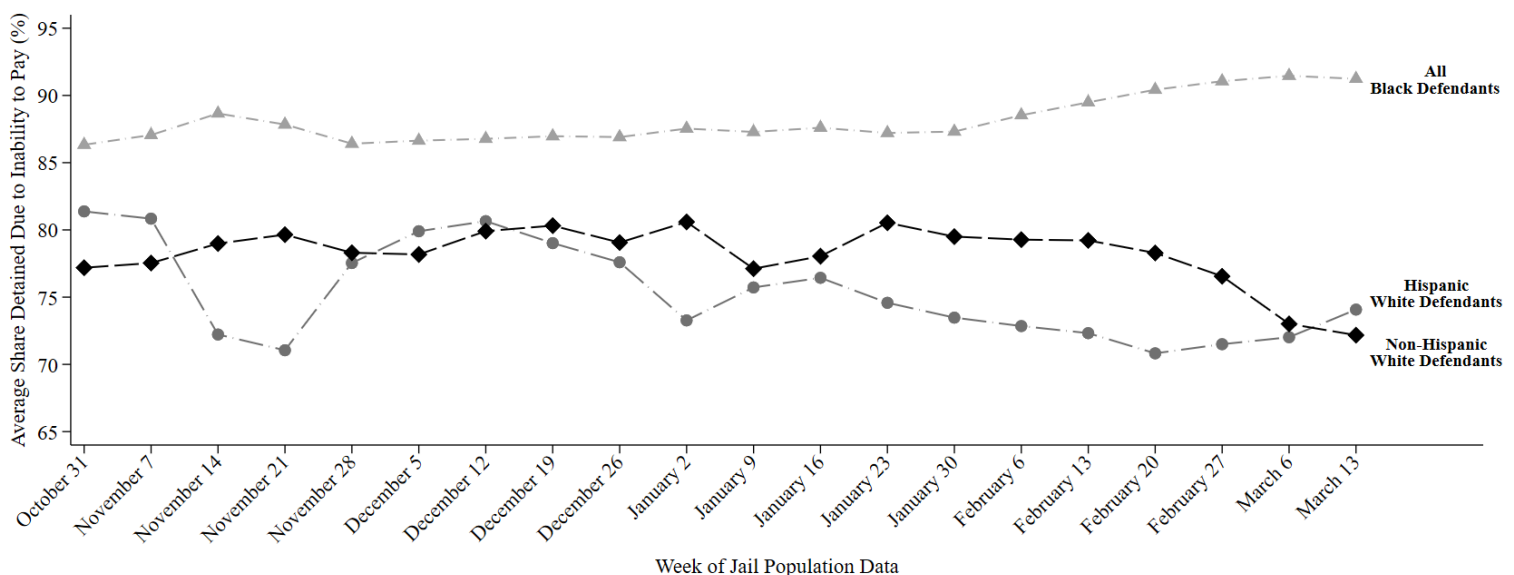 Average Share Detained Due to Inability to Pay (%)
95
90
85
80
75
70
65
All
Black Defendants
Hispanic
White Defendants
Non-Hispanic
White Defendants
October 31
November 7
November 14
November 21
November 28
December 5
December 12
December 19
December 26
January 2
January 9
January 16
January 23
January 30
February 6
February 13
February 20
February 27
March 6
March 13
Week of Jail Population Data